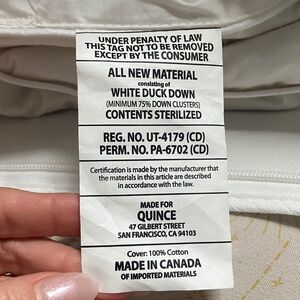 UNDER PENALTY OF LAW
THIS TAG NOT TO BE REMOVED
EXCEPT BY THE CONSUMER
ALL NEW MATERIAL
consisting of
WHITE DUCK DOWN
(MINIMUM 75% DOWN CLUSTERS)
CONTENTS STERILIZED
REG. NO. UT-4179 (CD)
PERM. NO. PA-6702 (CD)
Certification is made by the manufacturer that
the materials in this article are described
in accordance with the law.
MADE FOR
QUINCE
47 GILBERT STREET
SAN FRANCISCO, CA 94103
Cover: 100% Cotton
MADE IN CANADA
OF IMPORTED MATERIALS